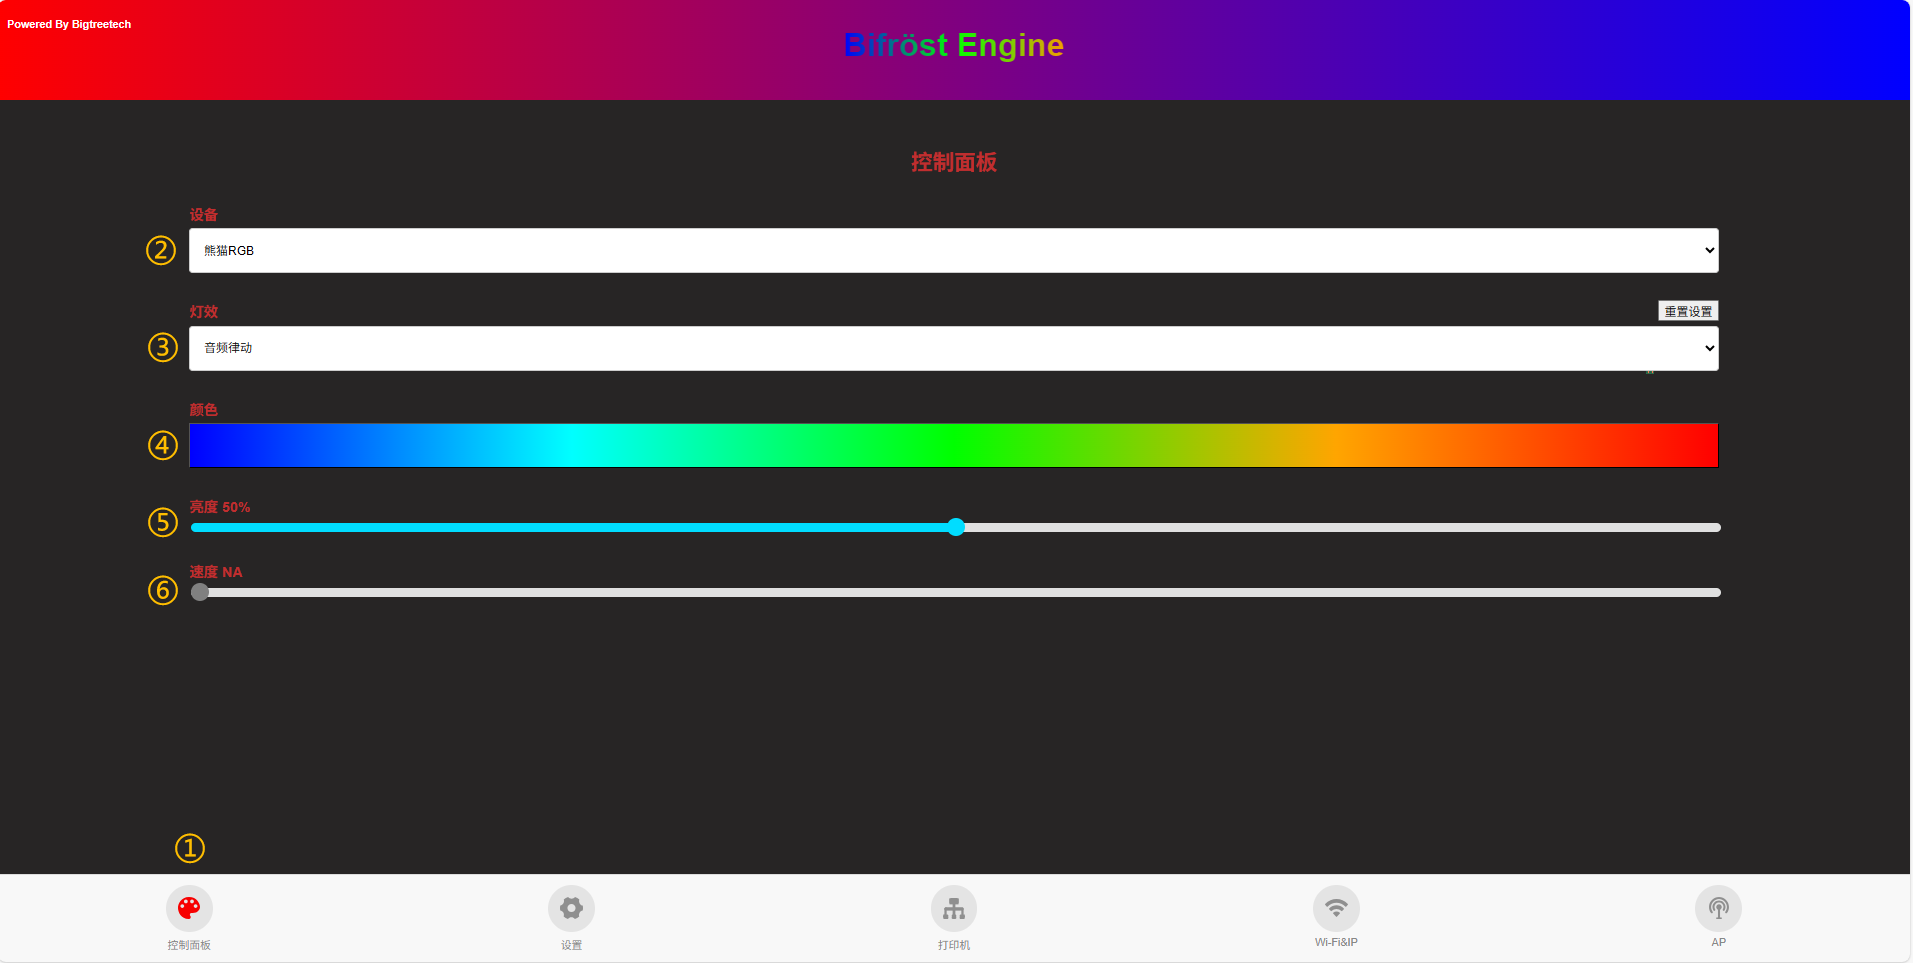 Powered By Bigtreetech
Bifröst Engine
控制面板
设备
② 熊猫RGB
灯效 重置设置
③ 音频律动
颜色
④
亮度 50%
⑤
速度 NA
⑥
①
控制面板 设置 打印机 Wi-Fi&IP AP